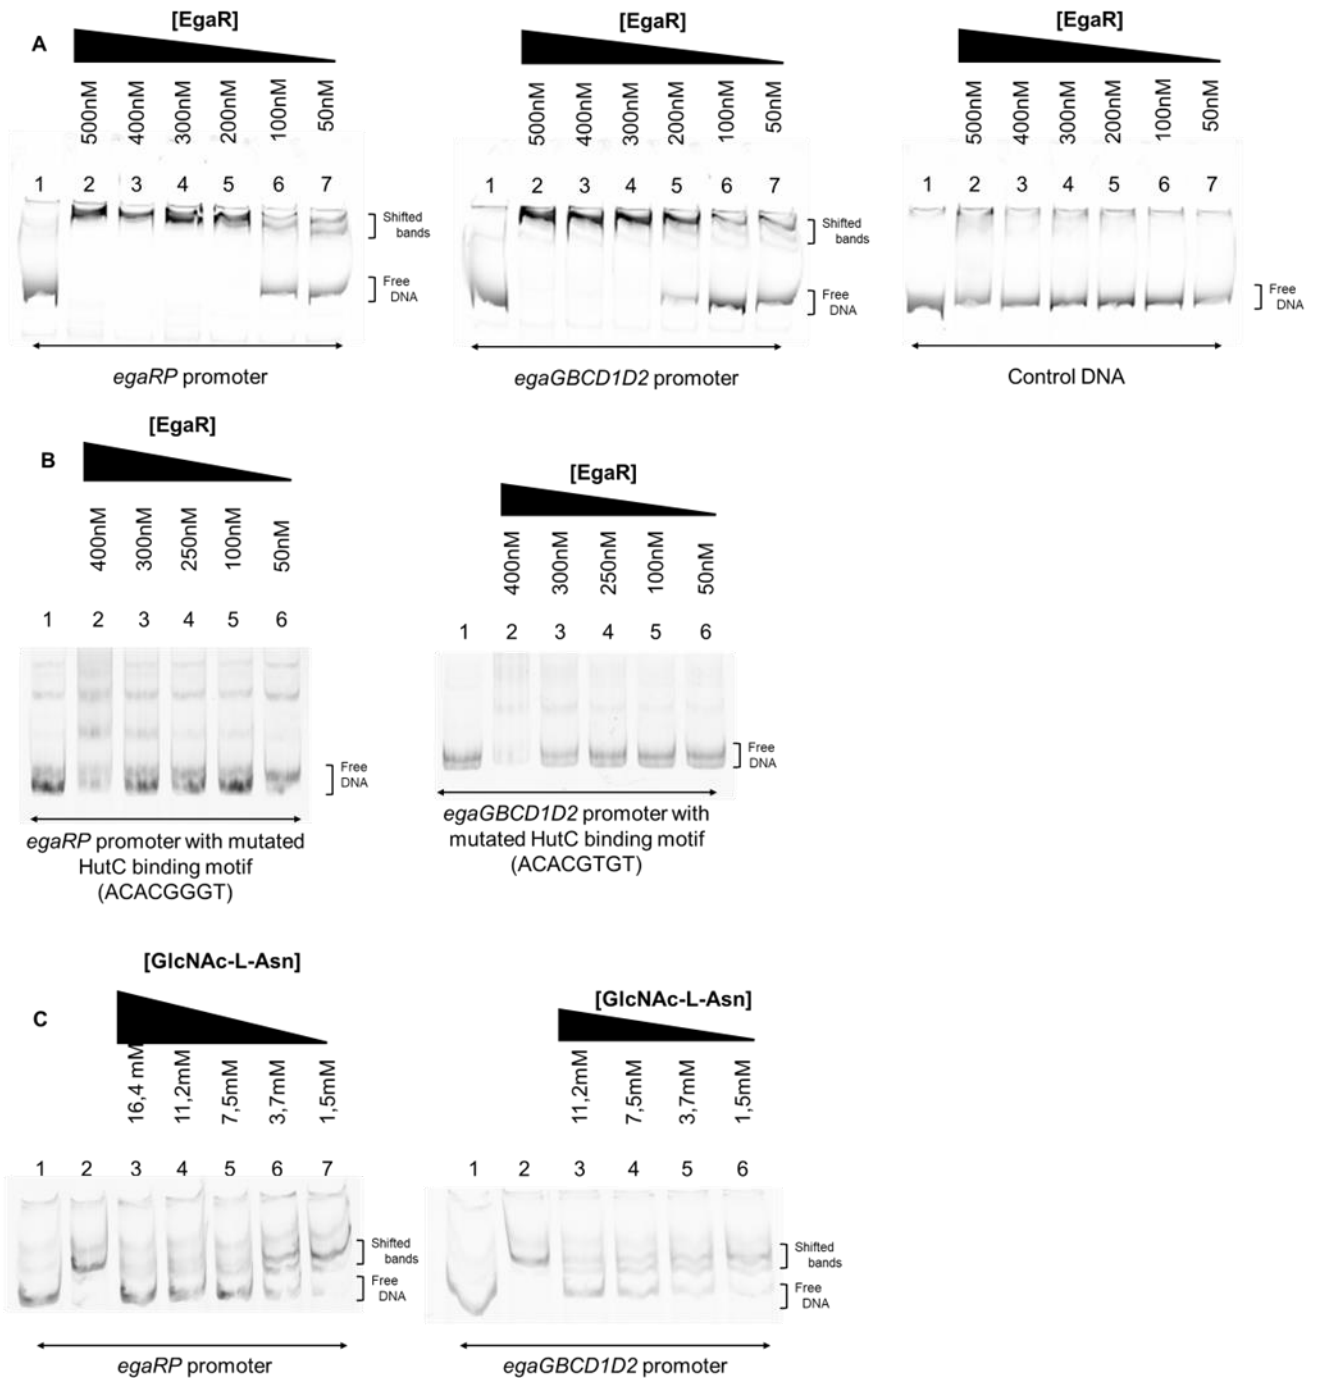 A
[EgaR]
500nM 400nM 300nM 200nM 100nM 50nM
1 2 3 4 5 6 7
Shifted
bands
Free
DNA
egaRP promoter
[EgaR]
500nM 400nM 300nM 200nM 100nM 50nM
1 2 3 4 5 6 7
Shifted
bands
Free
DNA
egaGBCD1D2 promoter
[EgaR]
500nM 400nM 300nM 200nM 100nM 50nM
1 2 3 4 5 6 7
Free
DNA
Control DNA
B
[EgaR]
400nM 300nM 250nM 100nM 50nM
1 2 3 4 5 6
Free
DNA
egaRP promoter with mutated
HutC binding motif
(ACACGGGT)
[EgaR]
400nM 300nM 250nM 100nM 50nM
1 2 3 4 5 6
Free
DNA
egaGBCD1D2 promoter with
mutated HutC binding motif
(ACACGTGT)
C
[GlcNAc-L-Asn]
16,4 mM 11,2mM 7,5mM 3,7mM 1,5mM
1 2 3 4 5 6 7
Shifted
bands
Free
DNA
egaRP promoter
[GlcNAc-L-Asn]
11,2mM 7,5mM 3,7mM 1,5mM
1 2 3 4 5 6
Shifted
bands
Free
DNA
egaGBCD1D2 promoter